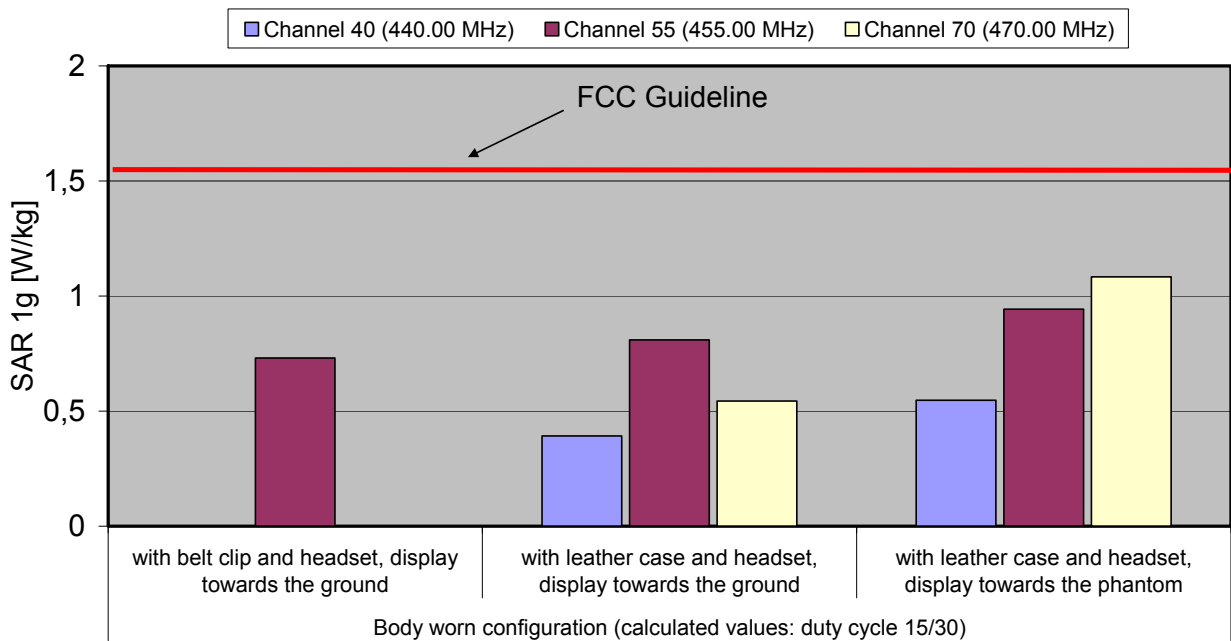 Channel 40 (440.00 MHz) Channel 55 (455.00 MHz) Channel 70 (470.00 MHz)
FCC Guideline
SAR 1g [W/kg]
2
1,5
1
0,5
0
with belt clip and headset, display
towards the ground
with leather case and headset,
display towards the ground
with leather case and headset,
display towards the phantom
Body worn configuration (calculated values: duty cycle 15/30)